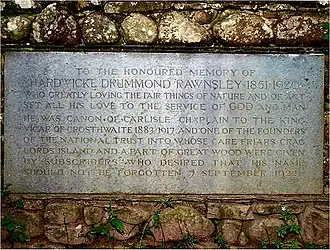 TO THE HONOURED MEMORY OF
HARDWICKE DRUMMOND RAWNSLEY 1851-1920
WHO GREATLY LOVING THE FAIR THINGS OF NATURE AND OF ART
SET ALL HIS LOVE TO THE SERVICE OF GOD AND MAN
HE WAS CANON OF CARLISLE CHAPLAIN TO THE KING
VICAR OF CROSTHWAITE 1883-1917 AND ONE OF THE FOUNDERS
OF THE NATIONAL TRUST INTO WHOSE CARE FRIARS CRAG
LORDS ISLAND AND A PART OF GREAT WOOD WERE GIVEN
BY SUBSCRIBERS WHO DESIRED THAT HIS NAME
SHOULD NOT BE FORGOTTEN 7 SEPTEMBER 1922